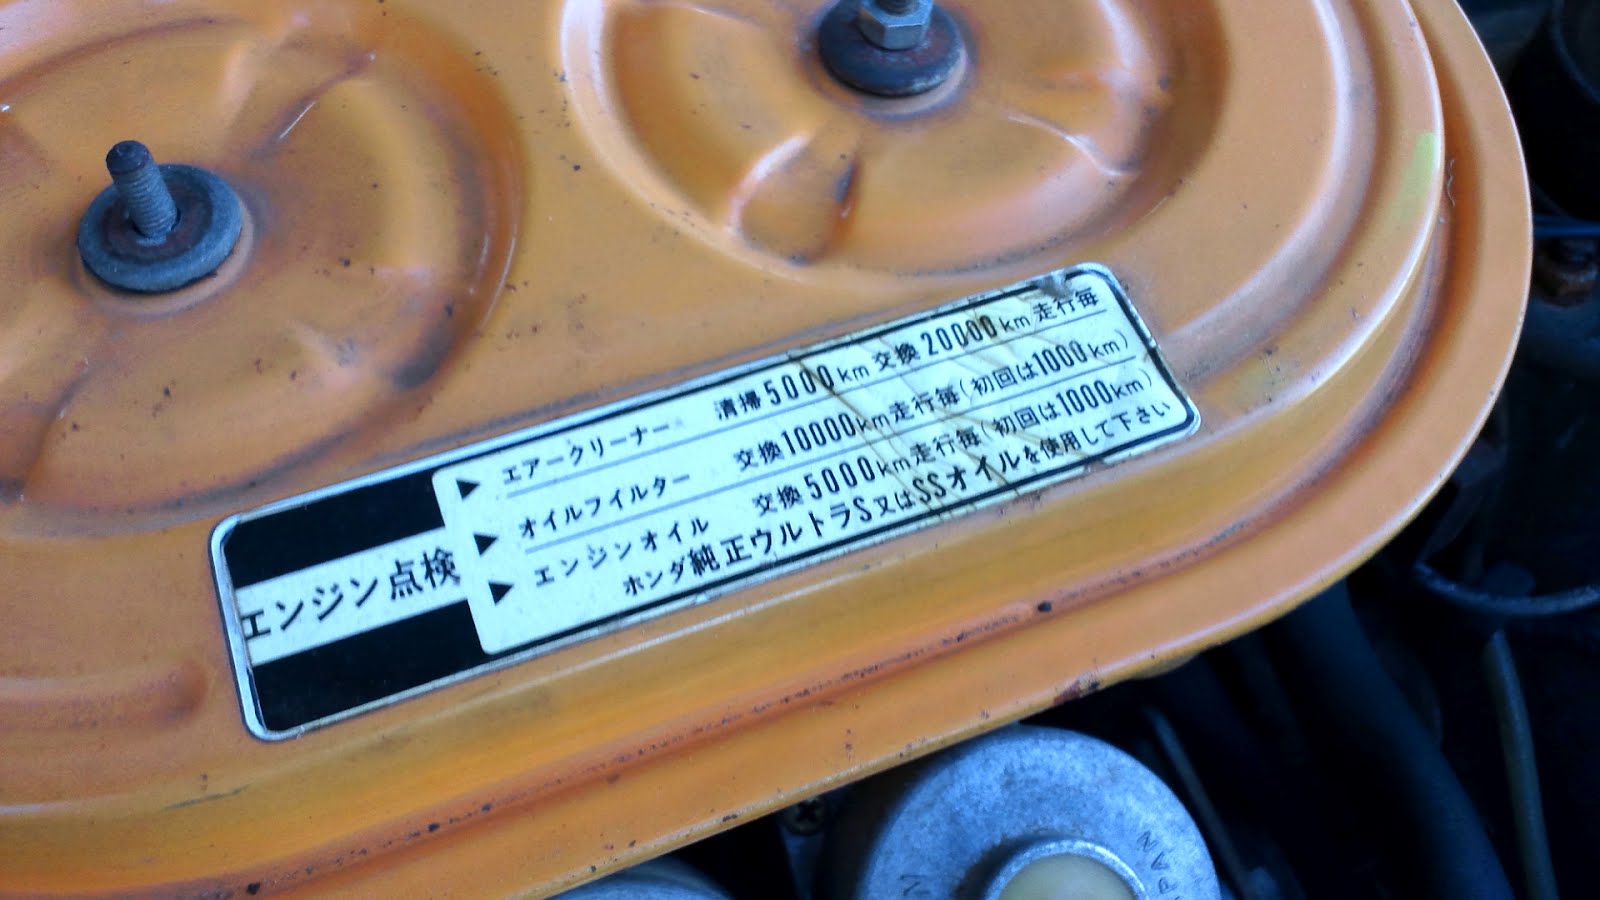 エンジン点検
▶ エアークリーナー 清掃5000km 交換20000km走行毎
▶ オイルフイルター 交換10000km走行毎(初回は1000km)
▶ エンジンオイル 交換5000km走行毎(初回は1000km)
ホンダ純正ウルトラS又はSSオイルを使用して下さい